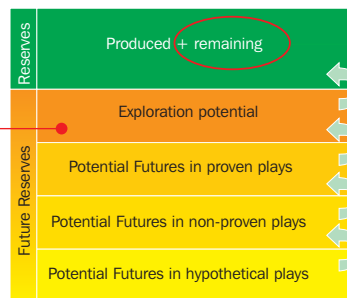 Reserves
Produced + remaining
Future Reserves
Exploration potential
Potential Futures in proven plays
Potential Futures in non-proven plays
Potential Futures in hypothetical plays